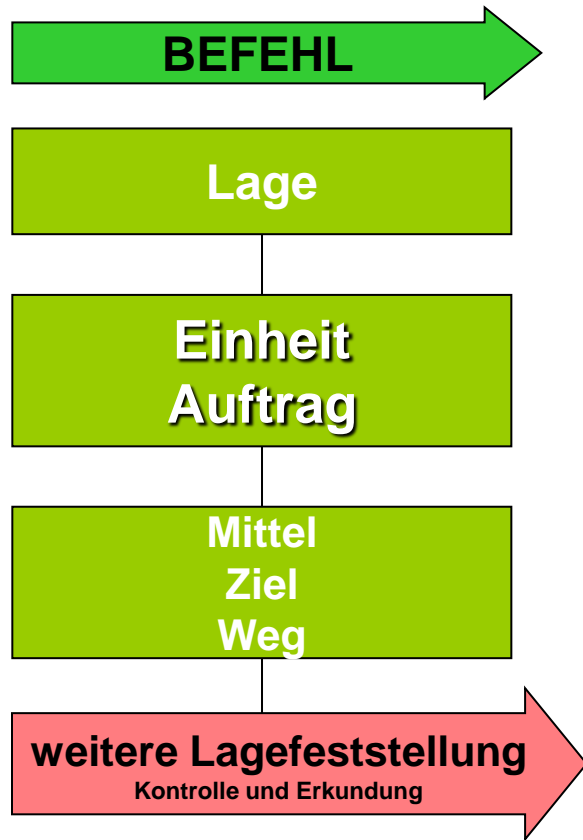 BEFEHL
Lage
Einheit
Auftrag
Mittel
Ziel
Weg
weitere Lagefeststellung
Kontrolle und Erkundung